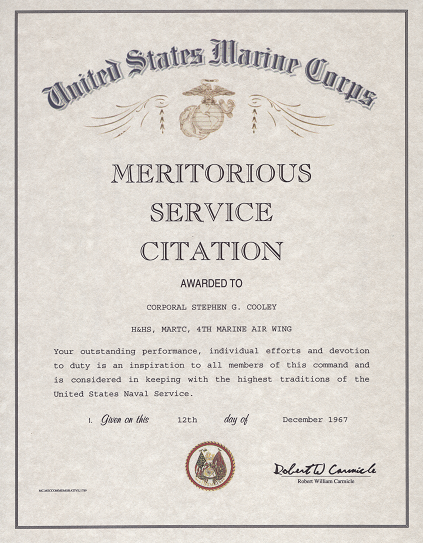 United States Marine Corps
MERITORIOUS
SERVICE
CITATION
AWARDED TO
CORPORAL STEPHEN G. COOLEY
H&HS, MARTC, 4TH MARINE AIR WING
Your outstanding performance, individual efforts and devotion
to duty is an inspiration to all members of this command and
is considered in keeping with the highest traditions of the
United States Naval Service.
1. Given on this 12th day of December 1967
Robert W Carmicle
Robert William Carmicle